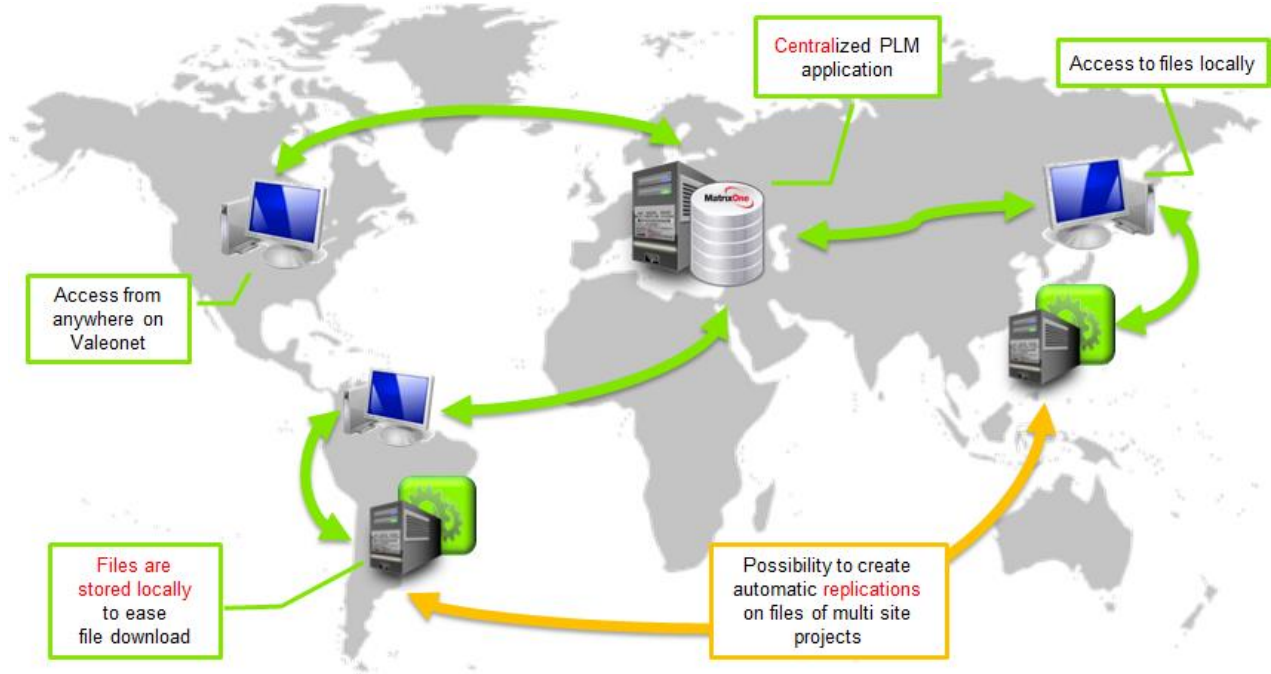 Centralized PLM
application
Access to files locally
MatrixOne
Access from
anywhere on
Valeonet
Files are
stored locally
to ease
file download
Possibility to create
automatic replications
on files of multi site
projects